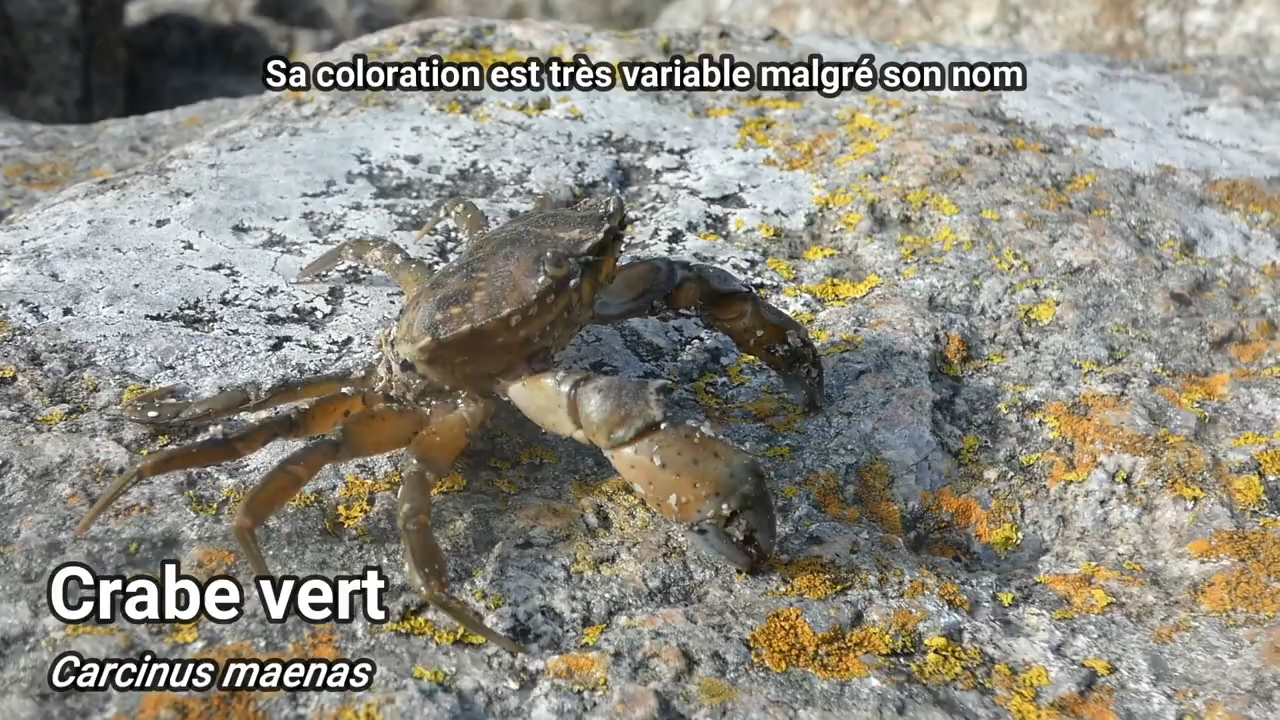 Sa coloration est très variable malgré son nom
Crabe vert
Carcinus maenas